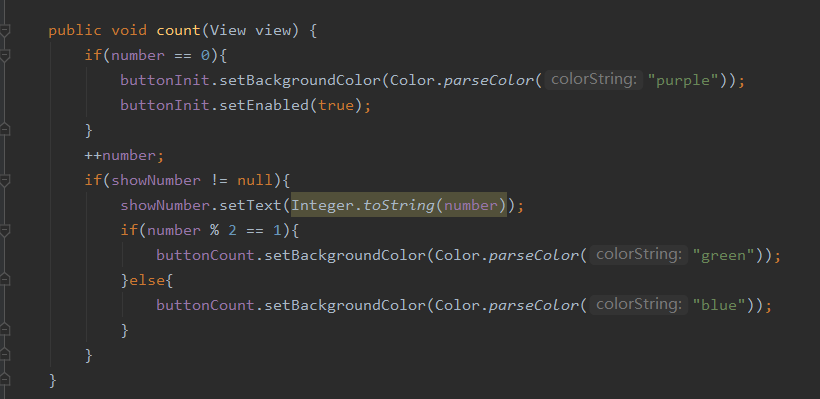 public void count(View view) {
if(number == 0){
buttonInit.setBackgroundColor(Color.parseColor( colorString: "purple"));
buttonInit.setEnabled(true);
}
++number;
if(showNumber != null){
showNumber.setText(Integer.toString(number));
if(number % 2 == 1){
buttonCount.setBackgroundColor(Color.parseColor( colorString: "green"));
}else{
buttonCount.setBackgroundColor(Color.parseColor( colorString: "blue"));
}
}
}